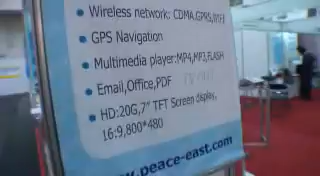 • Wireless network: CDMA,GPRS,WIFI
• GPS Navigation
• Multimedia player:MP4,MP3,FLASH
• Email,Office,PDF
• HD:20G,7" TFT Screen display,
16:9,800*480
www.peace-east.com